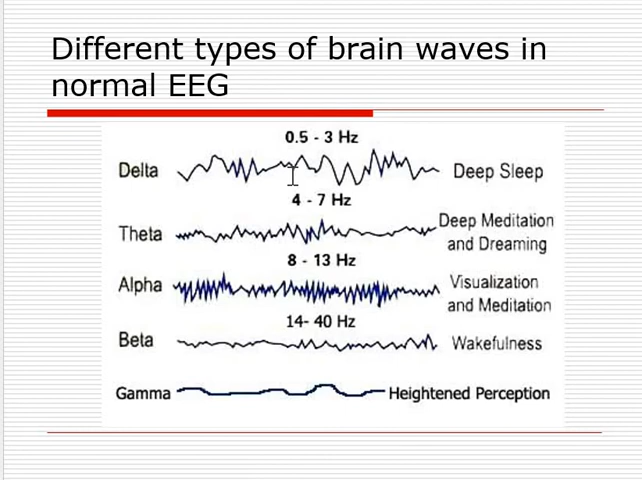 Different types of brain waves in
normal EEG
0.5 - 3 Hz
Delta
Deep Sleep
4 - 7 Hz
Theta
Deep Meditation
and Dreaming
8 - 13 Hz
Alpha
Visualization
and Meditation
14- 40 Hz
Beta
Wakefulness
Gamma
Heightened Perception